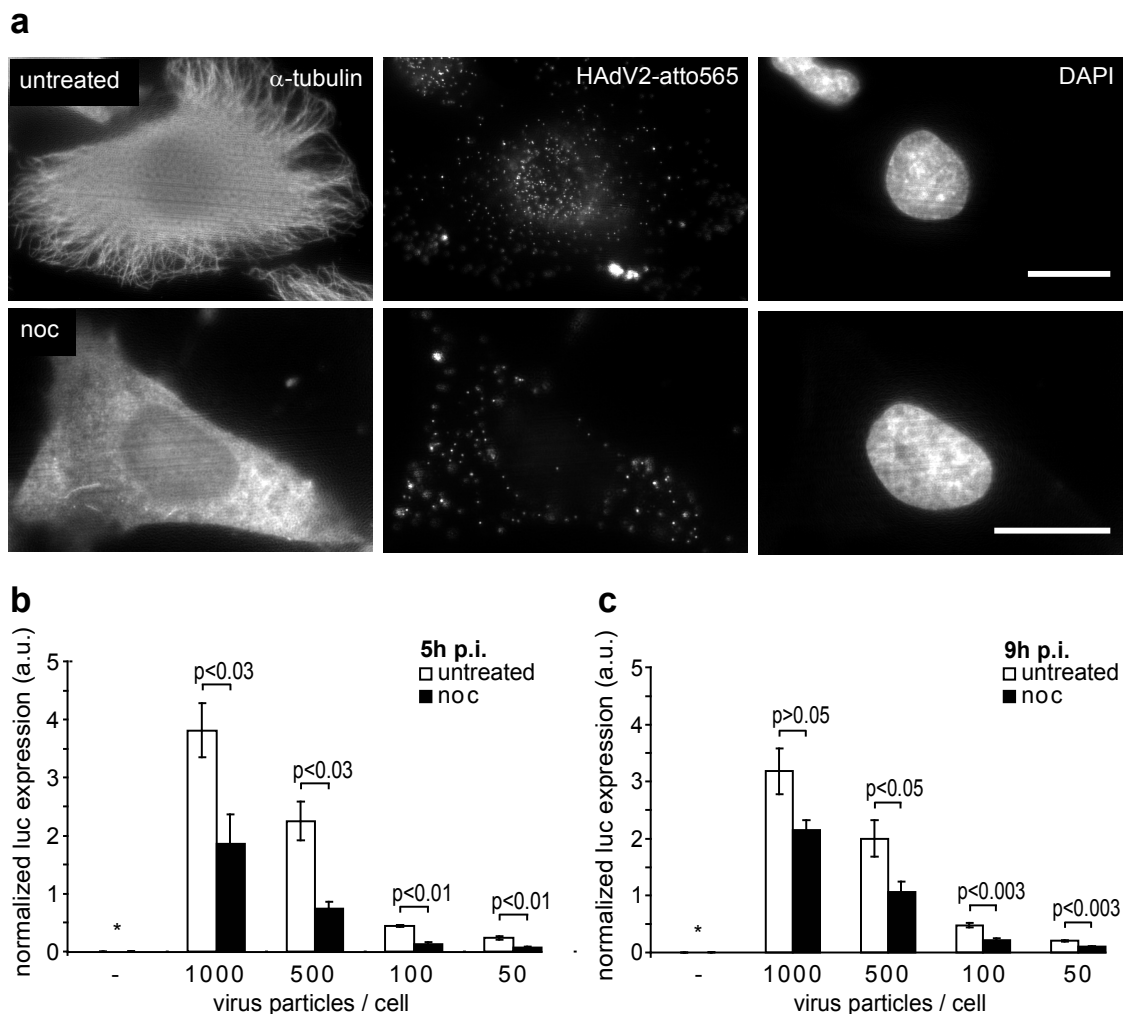 a
untreated α-tubulin HAdV2-atto565 DAPI
noc
b
normalized luc expression (a.u.)
5h p.i.
untreated
noc
5
4
3
2
1
0
p<0.03
p<0.03
p<0.01
p<0.01
*
- 1000 500 100 50
virus particles / cell
c
normalized luc expression (a.u.)
9h p.i.
untreated
noc
5
4
3
2
1
0
p>0.05
p<0.05
p<0.003
p<0.003
*
- 1000 500 100 50
virus particles / cell